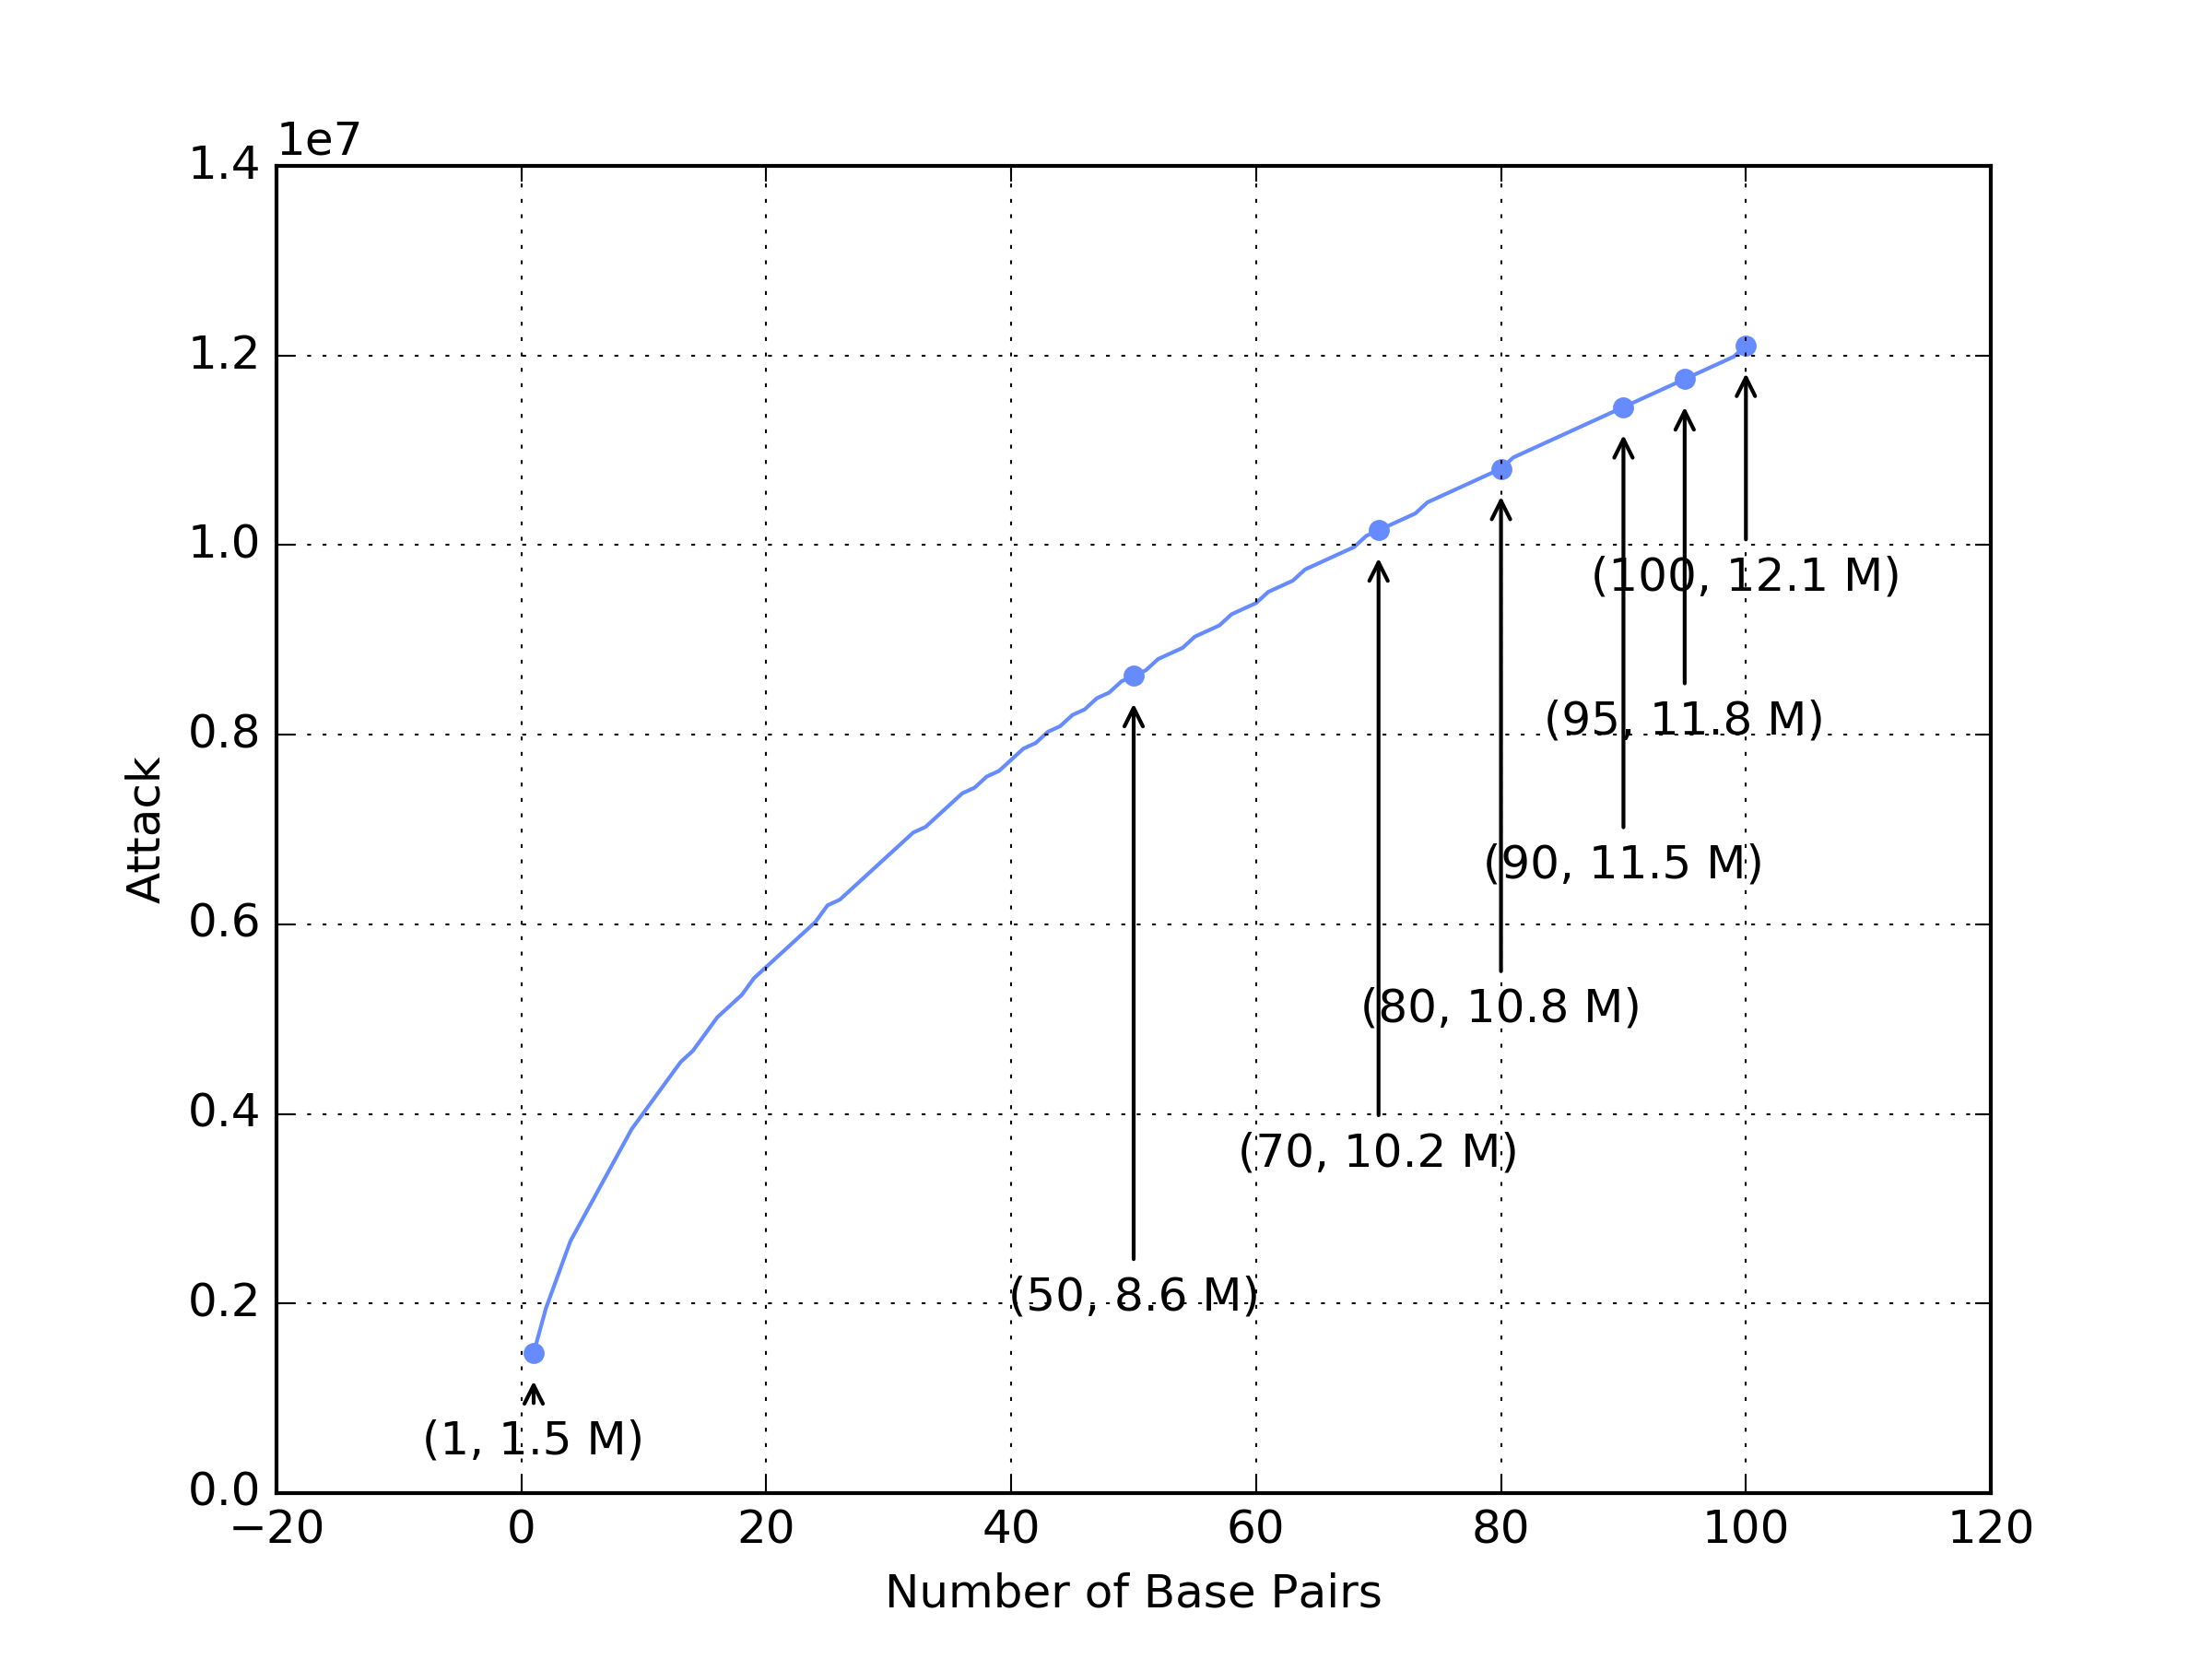 1e7
1.4
1.2
1.0
0.8
0.6
0.4
0.2
0.0
Attack
(100, 12.1 M)
(95, 11.8 M)
(90, 11.5 M)
(80, 10.8 M)
(70, 10.2 M)
(50, 8.6 M)
(1, 1.5 M)
−20 0 20 40 60 80 100 120
Number of Base Pairs